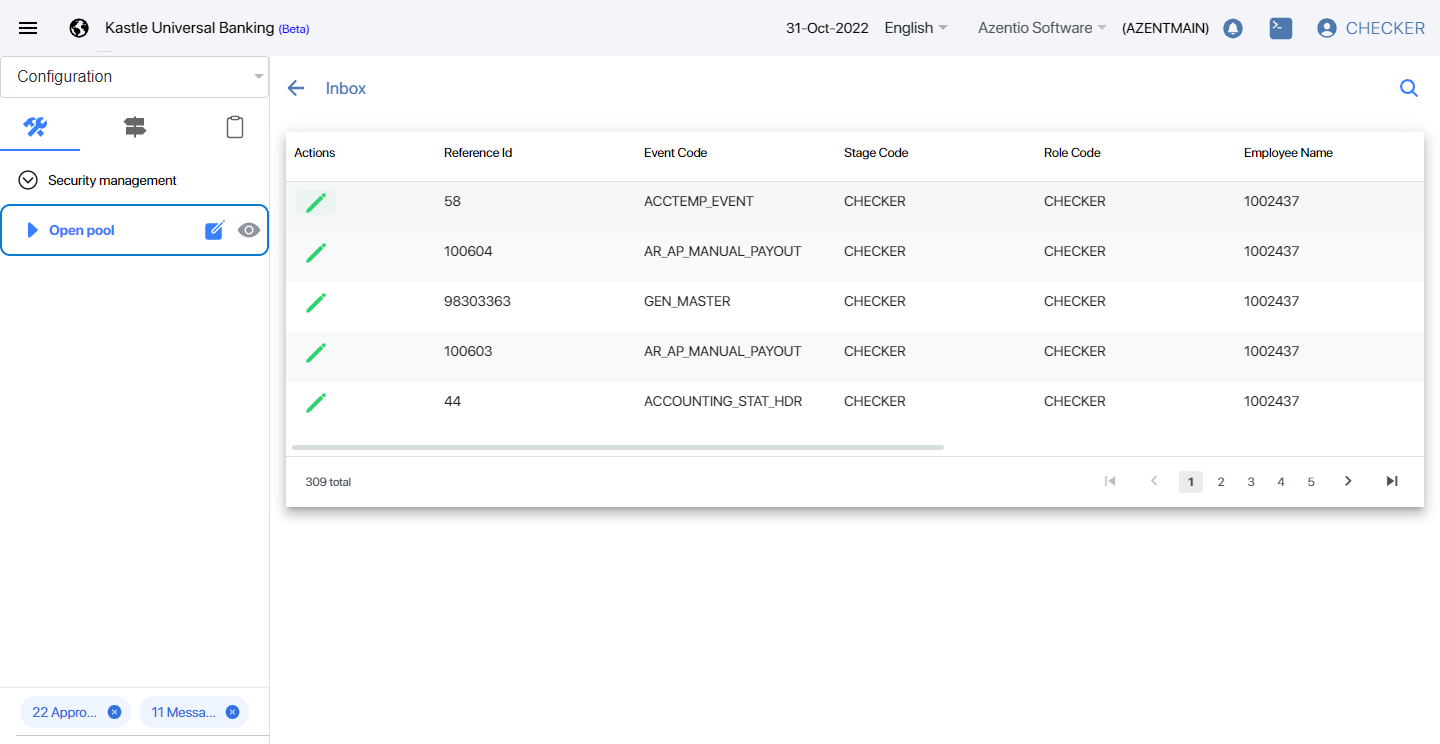 Kastle Universal Banking (Beta) 31-Oct-2022 English Azentio Software (AZENTMAIN) CHECKER
Configuration
Inbox
Security management
Open pool
Actions Reference Id Event Code Stage Code Role Code Employee Name
58 ACCTEMP_EVENT CHECKER CHECKER 1002437
100604 AR_AP_MANUAL_PAYOUT CHECKER CHECKER 1002437
98303363 GEN_MASTER CHECKER CHECKER 1002437
100603 AR_AP_MANUAL_PAYOUT CHECKER CHECKER 1002437
44 ACCOUNTING_STAT_HDR CHECKER CHECKER 1002437
309 total 1 2 3 4 5
22 Appro... 11 Messa...